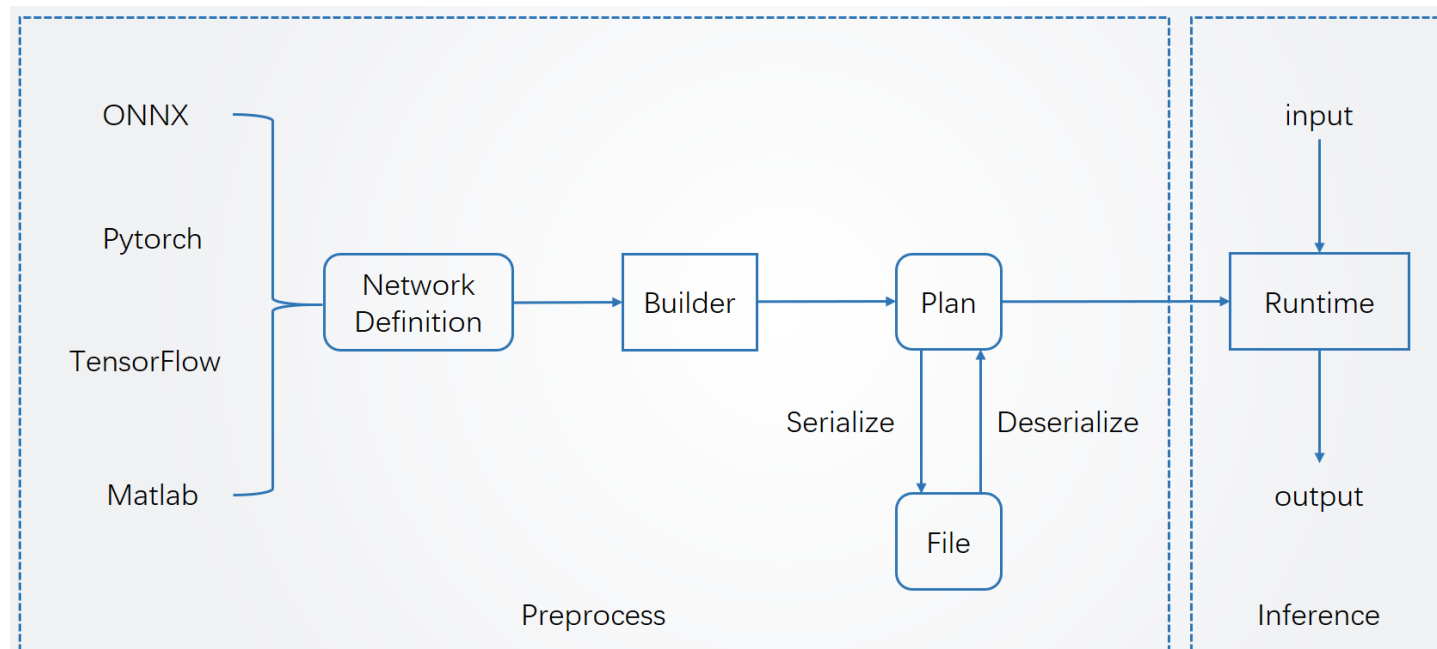 ONNX
Pytorch
TensorFlow
Matlab
Network
Definition
Builder
Plan
Serialize
Deserialize
File
Preprocess
input
Runtime
output
Inference